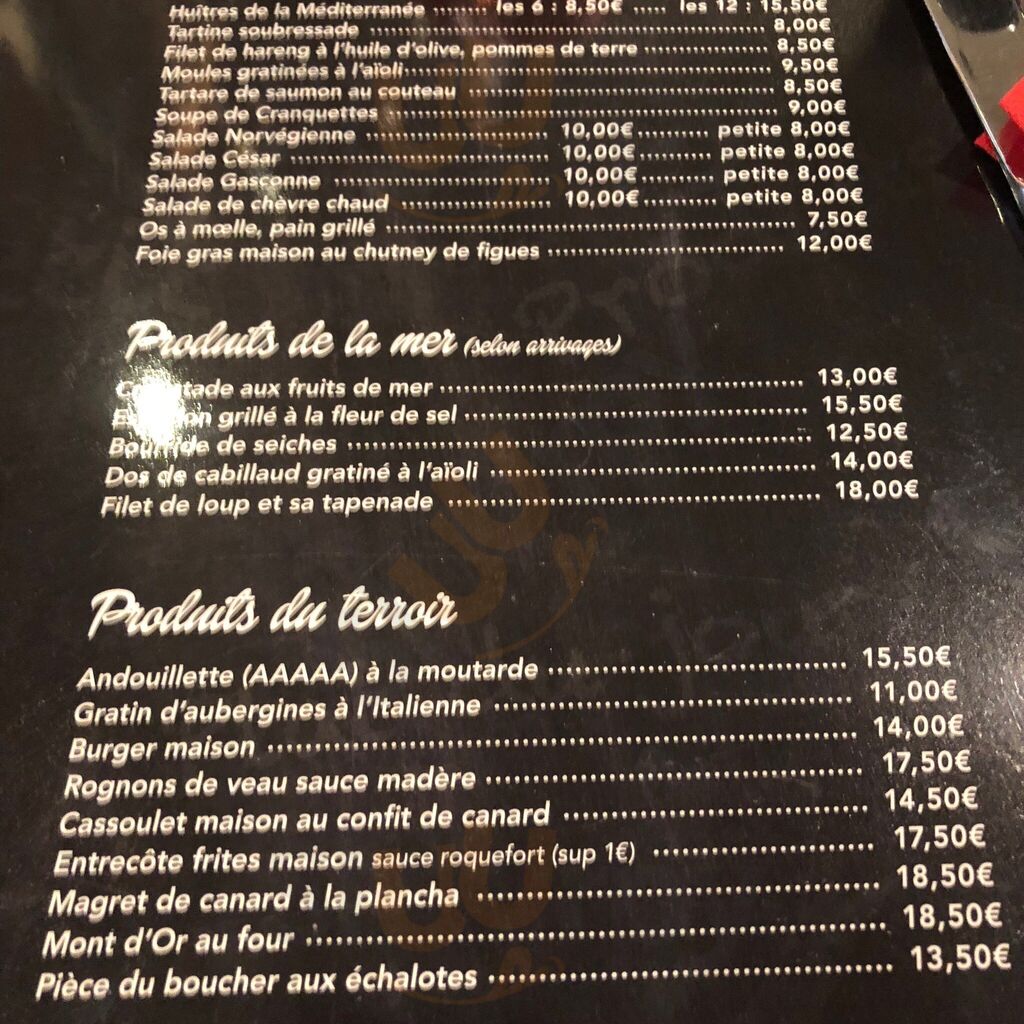 Huîtres de la Méditerranée ........ les 6 : 8,50€ ..... les 12 : 15,50€
Tartine soubressade ........ 8,00€
Filet de hareng à l'huile d'olive, pommes de terre ........ 8,50€
Moules gratinées à l'aïoli ........ 9,50€
Tartare de saumon au couteau ........ 8,50€
Soupe de Cranquettes ........ 9,00€
Salade Norvégienne ........ 10,00€ ........ petite 8,00€
Salade César ........ 10,00€ ........ petite 8,00€
Salade Gasconne ........ 10,00€ ........ petite 8,00€
Salade de chèvre chaud ........ 10,00€ ........ petite 8,00€
Os à mœlle, pain grillé ........ 7,50€
Foie gras maison au chutney de figues ........ 12,00€
Produits de la mer (selon arrivages)
aux fruits de mer ........ 13,00€
grillé à la fleur de sel ........ 15,50€
de seiches ........ 12,50€
Dos de cabillaud gratiné à l'aïoli ........ 14,00€
Filet de loup et sa tapenade ........ 18,00€
Produits du terroir
Andouillette (AAAAA) à la moutarde ........ 15,50€
Gratin d'aubergines à l'Italienne ........ 11,00€
Burger maison ........ 14,00€
Rognons de veau sauce madère ........ 17,50€
Cassoulet maison au confit de canard ........ 14,50€
Entrecôte frites maison sauce roquefort (sup 1€) ........ 17,50€
Magret de canard à la plancha ........ 18,50€
Mont d'Or au four ........ 18,50€
Pièce du boucher aux échalotes ........ 13,50€